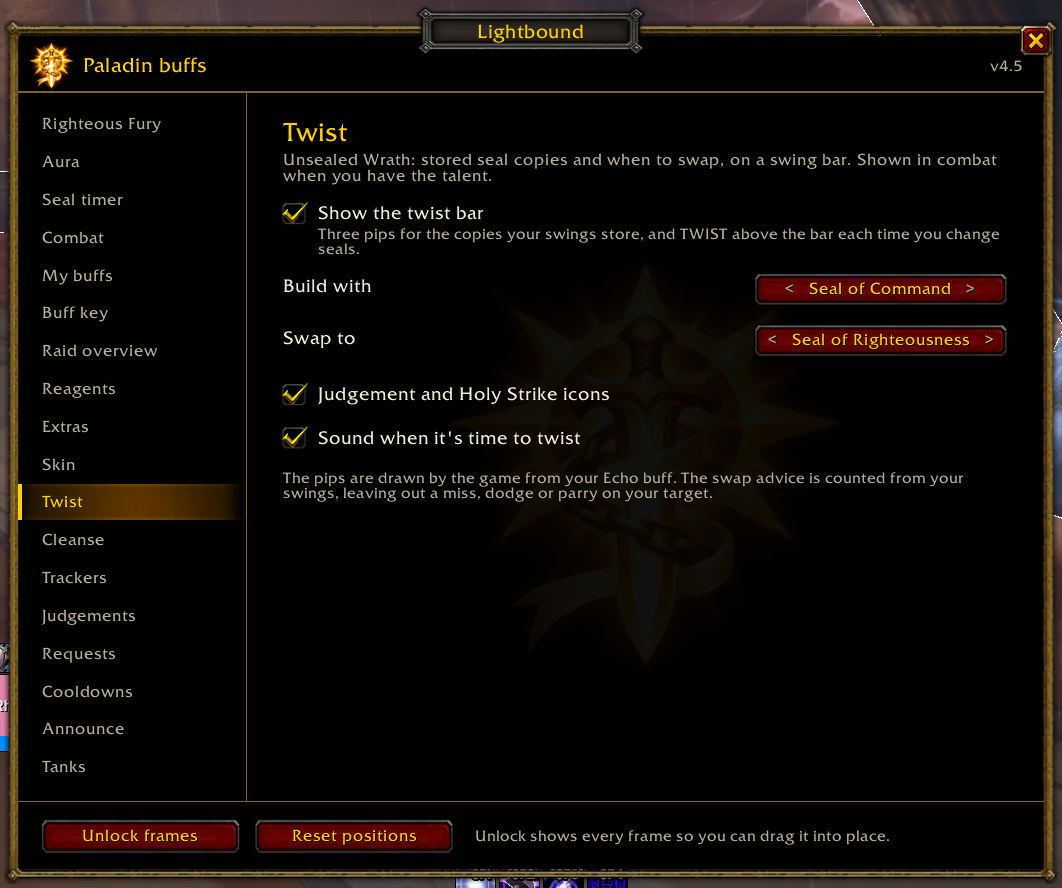 Lightbound
Paladin buffs
v4.5
Righteous Fury
Aura
Seal timer
Combat
My buffs
Buff key
Raid overview
Reagents
Extras
Skin
Twist
Cleanse
Trackers
Judgements
Requests
Cooldowns
Announce
Tanks
Twist
Unsealed Wrath: stored seal copies and when to swap, on a swing bar. Shown in combat
when you have the talent.
Show the twist bar
Three pips for the copies your swings store, and TWIST above the bar each time you change
seals.
Build with
< Seal of Command >
Swap to
< Seal of Righteousness >
Judgement and Holy Strike icons
Sound when it's time to twist
The pips are drawn by the game from your Echo buff. The swap advice is counted from your
swings, leaving out a miss, dodge or parry on your target.
Unlock frames
Reset positions
Unlock shows every frame so you can drag it into place.